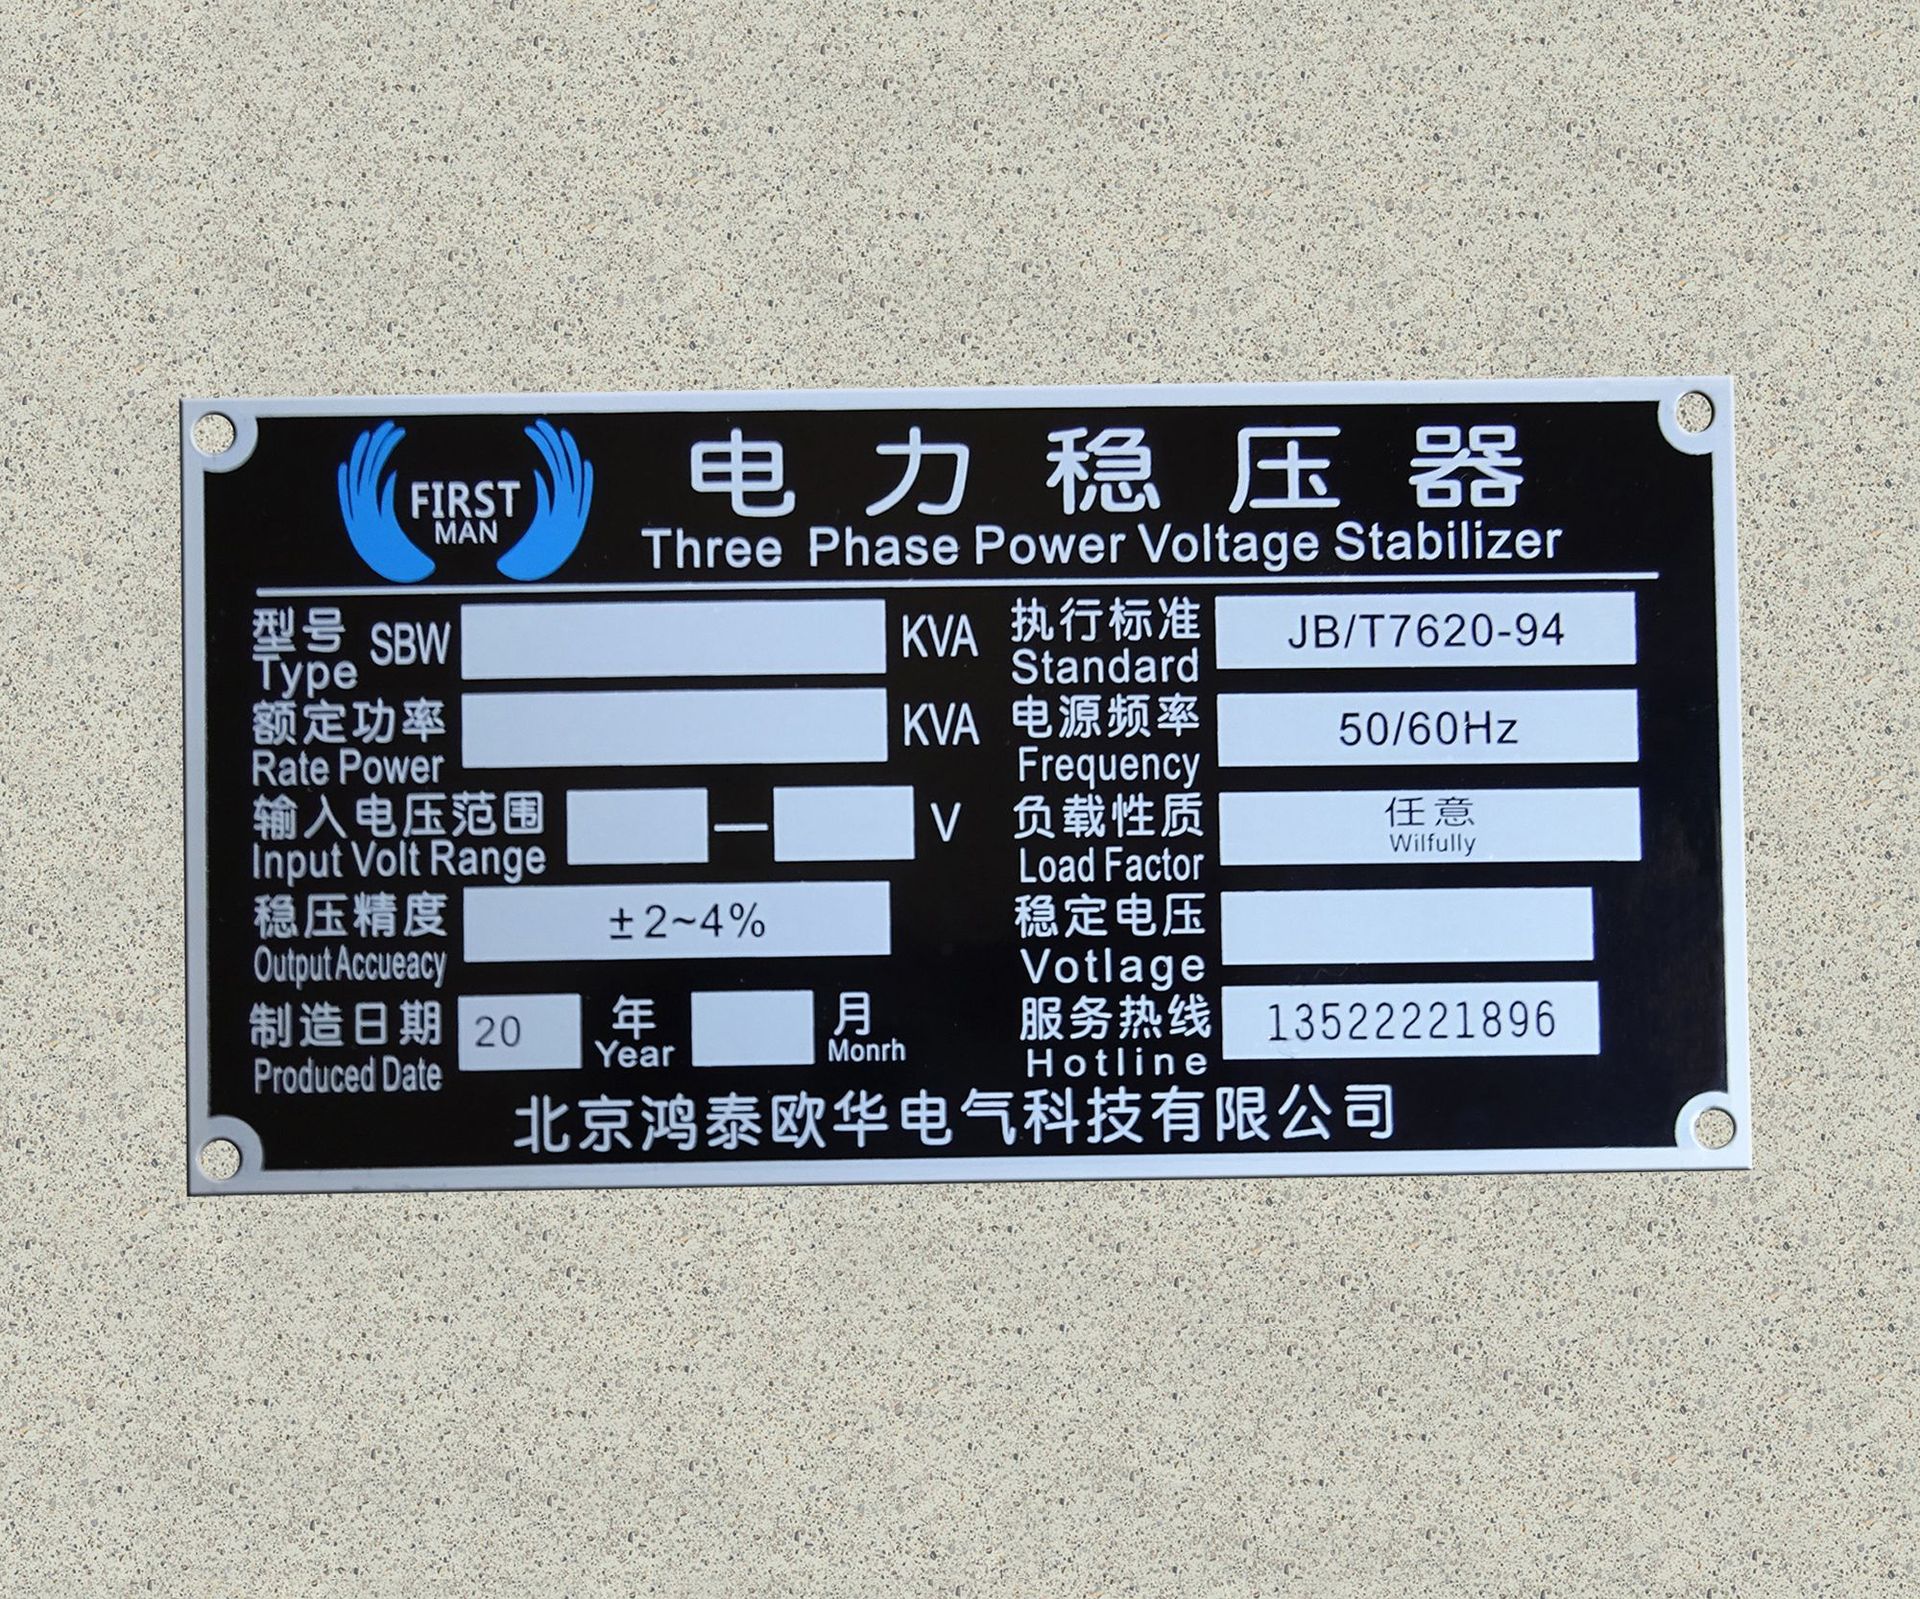 FIRST
MAN
电力稳压器
Three Phase Power Voltage Stabilizer
型号 SBW KVA
Type
额定功率 KVA
Rate Power
输入电压范围 — V
Input Volt Range
稳压精度 ±2~4%
Output Accueacy
制造日期 20 年 月
Produced Date Year Monrh
执行标准 JB/T7620-94
Standard
电源频率 50/60Hz
Frequency
负载性质 任意
Load Factor Wilfully
稳定电压
Votlage
服务热线 13522221896
Hotline
北京鸿泰欧华电气科技有限公司